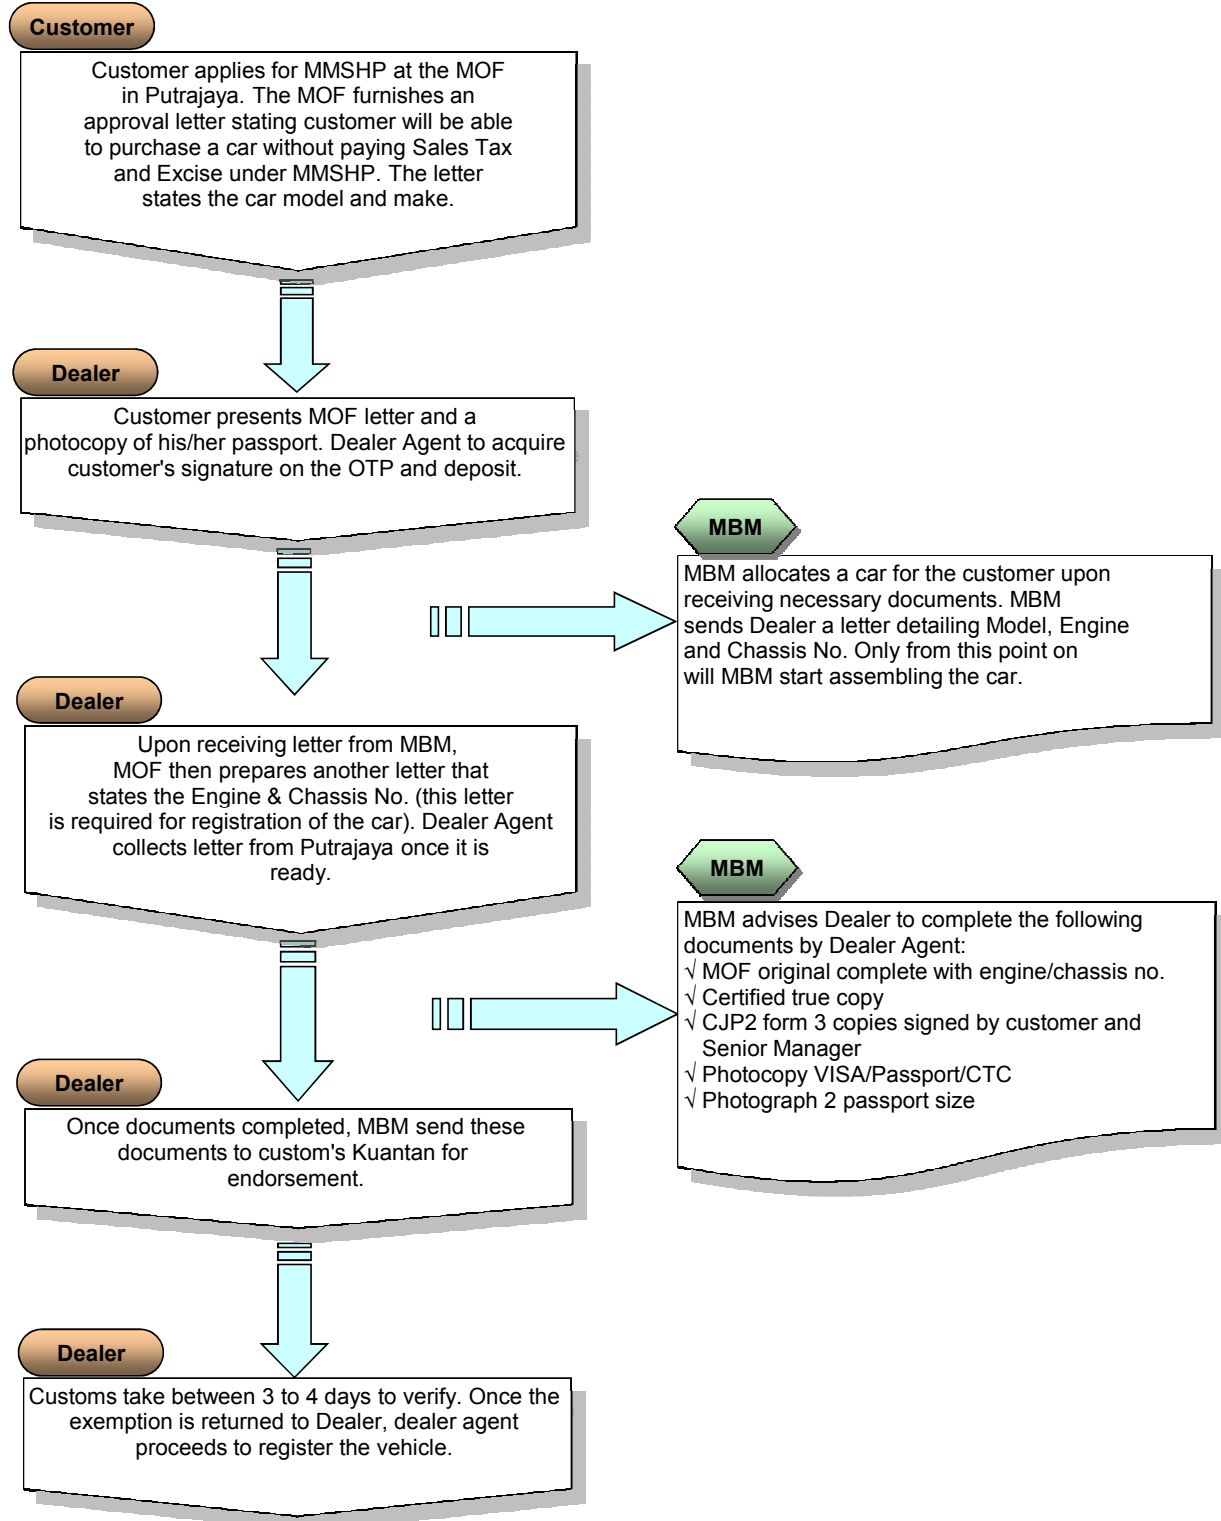 Customer
Customer applies for MMSHP at the MOF
in Putrajaya. The MOF furnishes an
approval letter stating customer will be able
to purchase a car without paying Sales Tax
and Excise under MMSHP. The letter
states the car model and make.
Dealer
Customer presents MOF letter and a
photocopy of his/her passport. Dealer Agent to acquire
customer's signature on the OTP and deposit.
MBM
MBM allocates a car for the customer upon
receiving necessary documents. MBM
sends Dealer a letter detailing Model, Engine
and Chassis No. Only from this point on
will MBM start assembling the car.
Dealer
Upon receiving letter from MBM,
MOF then prepares another letter that
states the Engine & Chassis No. (this letter
is required for registration of the car). Dealer Agent
collects letter from Putrajaya once it is
ready.
MBM
MBM advises Dealer to complete the following
documents by Dealer Agent:
√ MOF original complete with engine/chassis no.
√ Certified true copy
√ CJP2 form 3 copies signed by customer and
Senior Manager
√ Photocopy VISA/Passport/CTC
√ Photograph 2 passport size
Dealer
Once documents completed, MBM send these
documents to custom's Kuantan for
endorsement.
Dealer
Customs take between 3 to 4 days to verify. Once the
exemption is returned to Dealer, dealer agent
proceeds to register the vehicle.